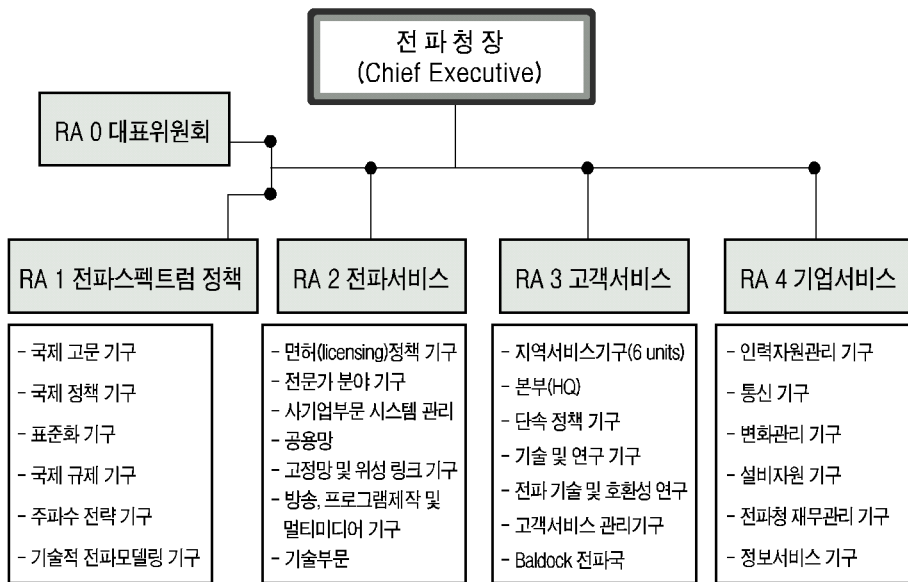 전 파 청 장
(Chief Executive)
RA 0 대표위원회
RA 1 전파스펙트럼 정책
- 국제 고문 기구
- 국제 정책 기구
- 표준화 기구
- 국제 규제 기구
- 주파수 전략 기구
- 기술적 전파모델링 기구
RA 2 전파서비스
- 면허(licensing)정책 기구
- 전문가 분야 기구
- 사기업부문 시스템 관리
- 공용망
- 고정망 및 위성 링크 기구
- 방송, 프로그램제작 및
멀티미디어 기구
- 기술부문
RA 3 고객서비스
- 지역서비스기구(6 units)
- 본부(HQ)
- 단속 정책 기구
- 기술 및 연구 기구
- 전파 기술 및 호환성 연구
- 고객서비스 관리기구
- Baldock 전파국
RA 4 기업서비스
- 인력자원관리 기구
- 통신 기구
- 변화관리 기구
- 설비자원 기구
- 전파청 재무관리 기구
- 정보서비스 기구